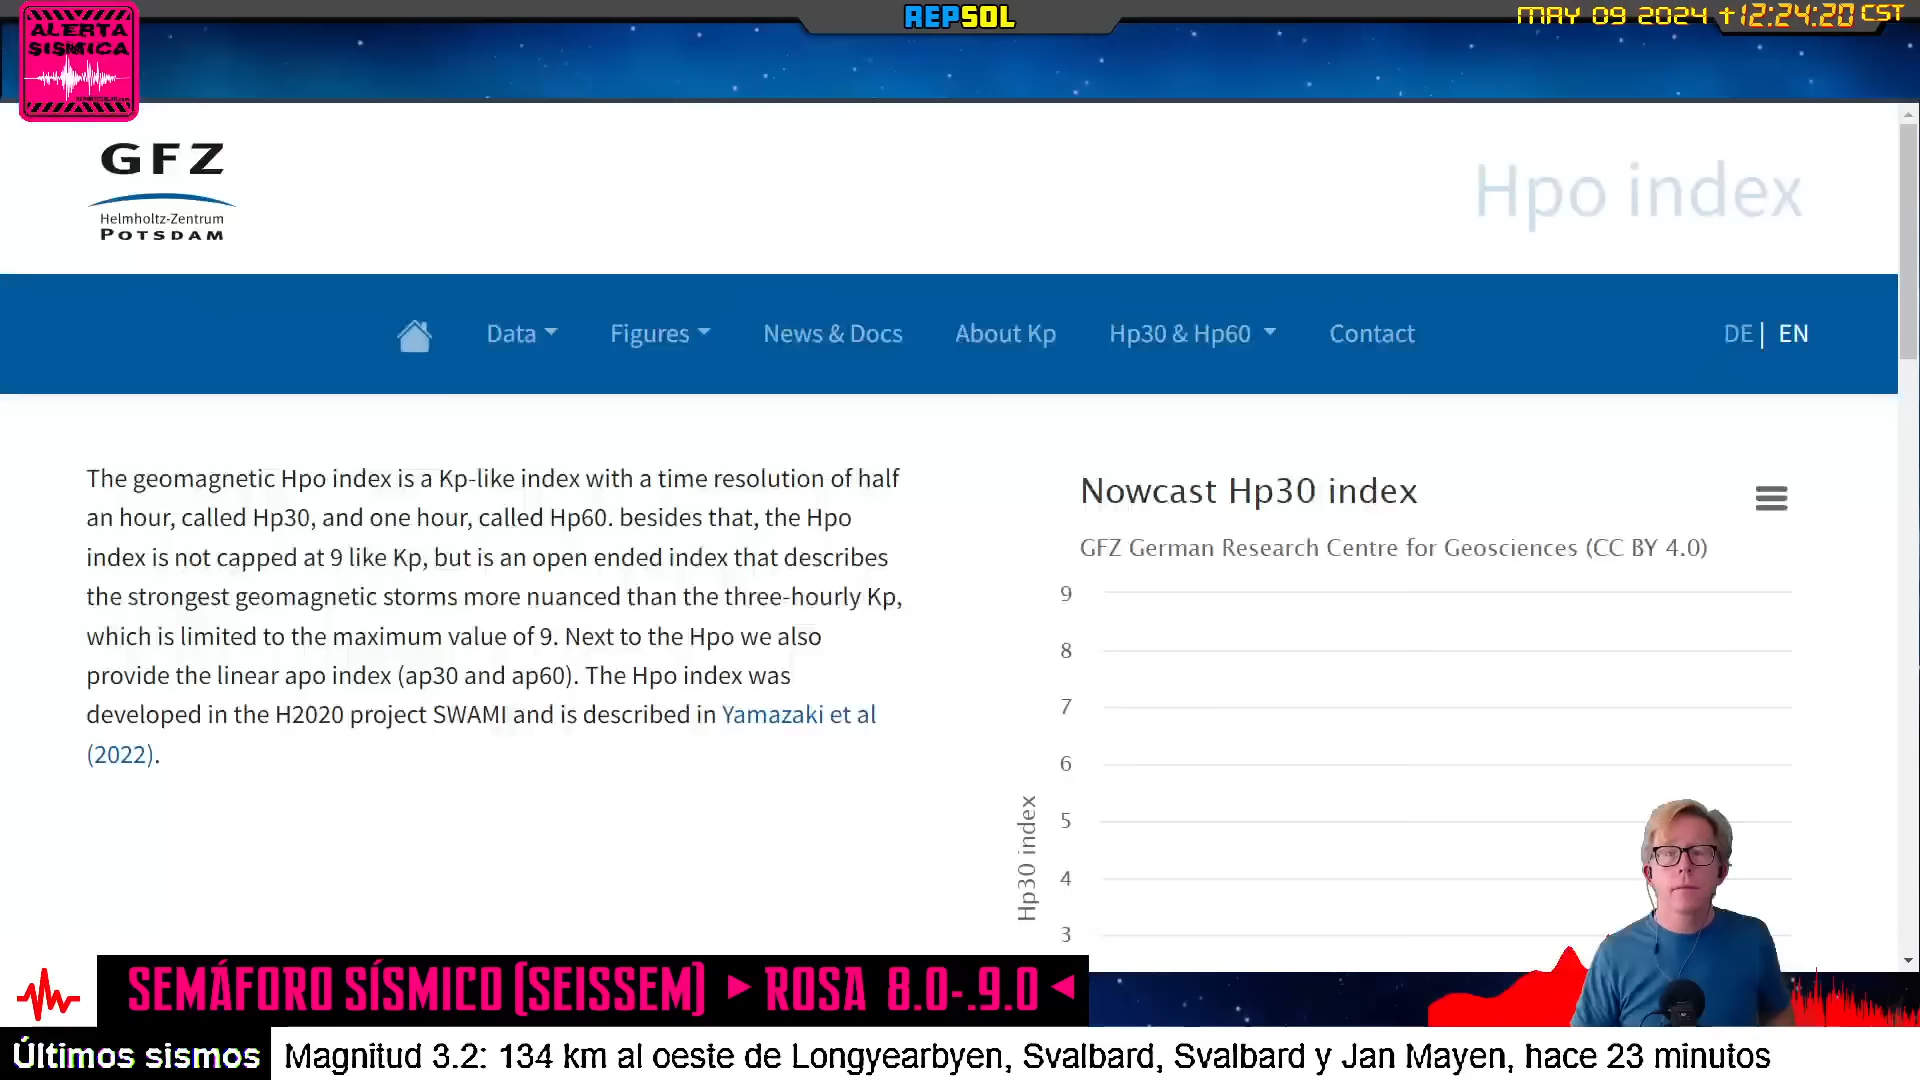 ALERTA
SISMICA
REPSOL
MAY 09 2024 +12:24:20 CST
GFZ
Helmholtz-Zentrum
POTSDAM
Hpo index
Data
Figures
News & Docs
About Kp
Hp30 & Hp60
Contact
DE | EN
The geomagnetic Hpo index is a Kp-like index with a time resolution of half
an hour, called Hp30, and one hour, called Hp60. besides that, the Hpo
index is not capped at 9 like Kp, but is an open ended index that describes
the strongest geomagnetic storms more nuanced than the three-hourly Kp,
which is limited to the maximum value of 9. Next to the Hpo we also
provide the linear apo index (ap30 and ap60). The Hpo index was
developed in the H2020 project SWAMI and is described in Yamazaki et al
(2022).
Nowcast Hp30 index
GFZ German Research Centre for Geosciences (CC BY 4.0)
9
8
7
6
5
4
3
Hp30 index
SEMÁFORO SÍSMICO (SEISSEM) ► ROSA 8.0-.9.0 ◄
Últimos sismos
Magnitud 3.2: 134 km al oeste de Longyearbyen, Svalbard, Svalbard y Jan Mayen, hace 23 minutos